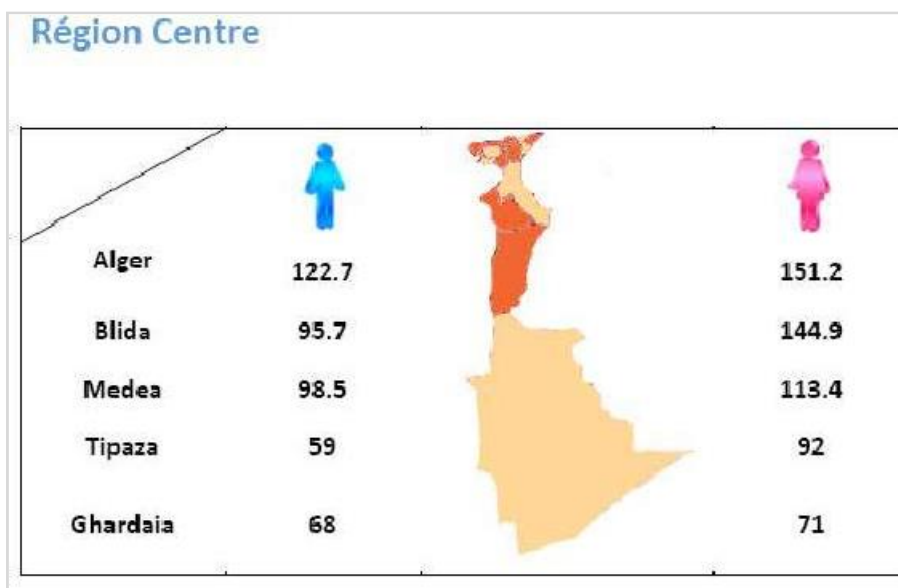 Région Centre
Alger 122.7 151.2
Blida 95.7 144.9
Medea 98.5 113.4
Tipaza 59 92
Ghardaia 68 71